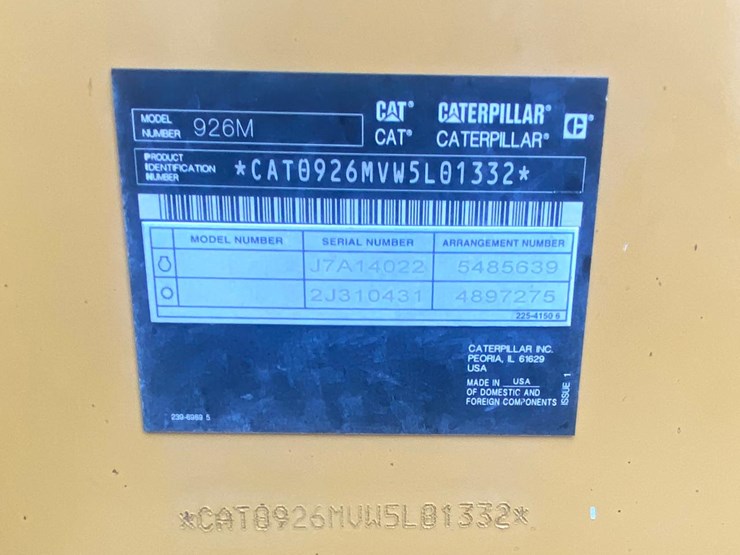 MODEL NUMBER 926M
CAT® CATERPILLAR®
CAT® CATERPILLAR®
PRODUCT IDENTIFICATION NUMBER *CAT0926MVW5L01332*
MODEL NUMBER SERIAL NUMBER ARRANGEMENT NUMBER
J7A14022 5485639
2J310431 4897275
225-4150 6
CATERPILLAR INC.
PEORIA, IL 61629
USA
MADE IN USA
OF DOMESTIC AND
FOREIGN COMPONENTS
ISSUE 1
239-6989 5
*CAT0926MVW5L01332*